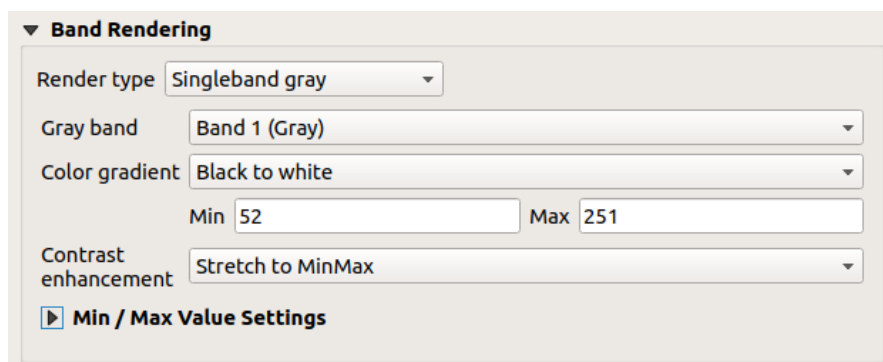 Band Rendering
Render type Singleband gray
Gray band Band 1 (Gray)
Color gradient Black to white
Min 52 Max 251
Contrast
enhancement Stretch to MinMax
Min / Max Value Settings